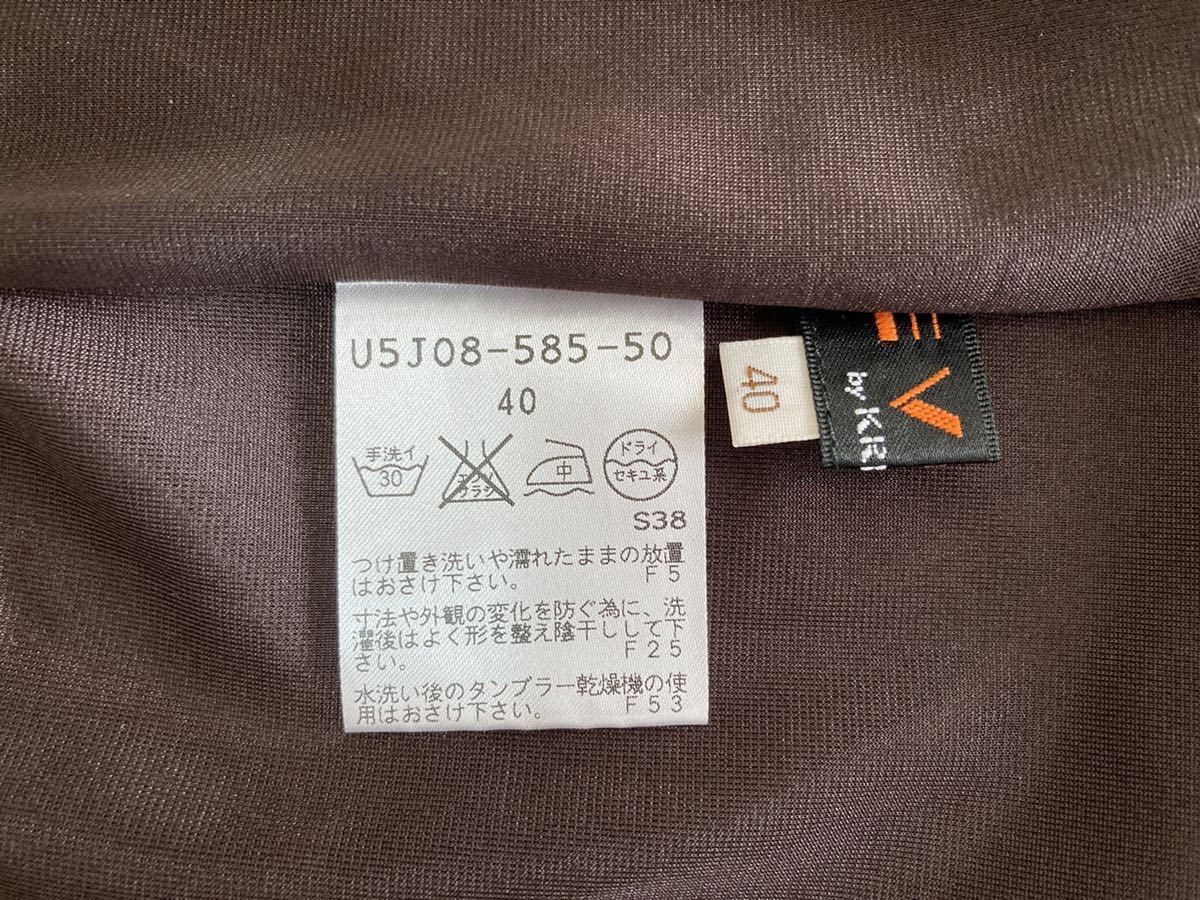 U5J08-585-50
40
手洗イ
30
エンソ
サラシ
中
ドライ
セキユ系
S38
つけ置き洗いや濡れたままの放置
はおさけ下さい。 F5
寸法や外観の変化を防ぐ為に、洗
濯後はよく形を整え陰干しして下
さい。 F25
水洗い後のタンブラー乾燥機の使
用はおさけ下さい。 F53
40
EV
by